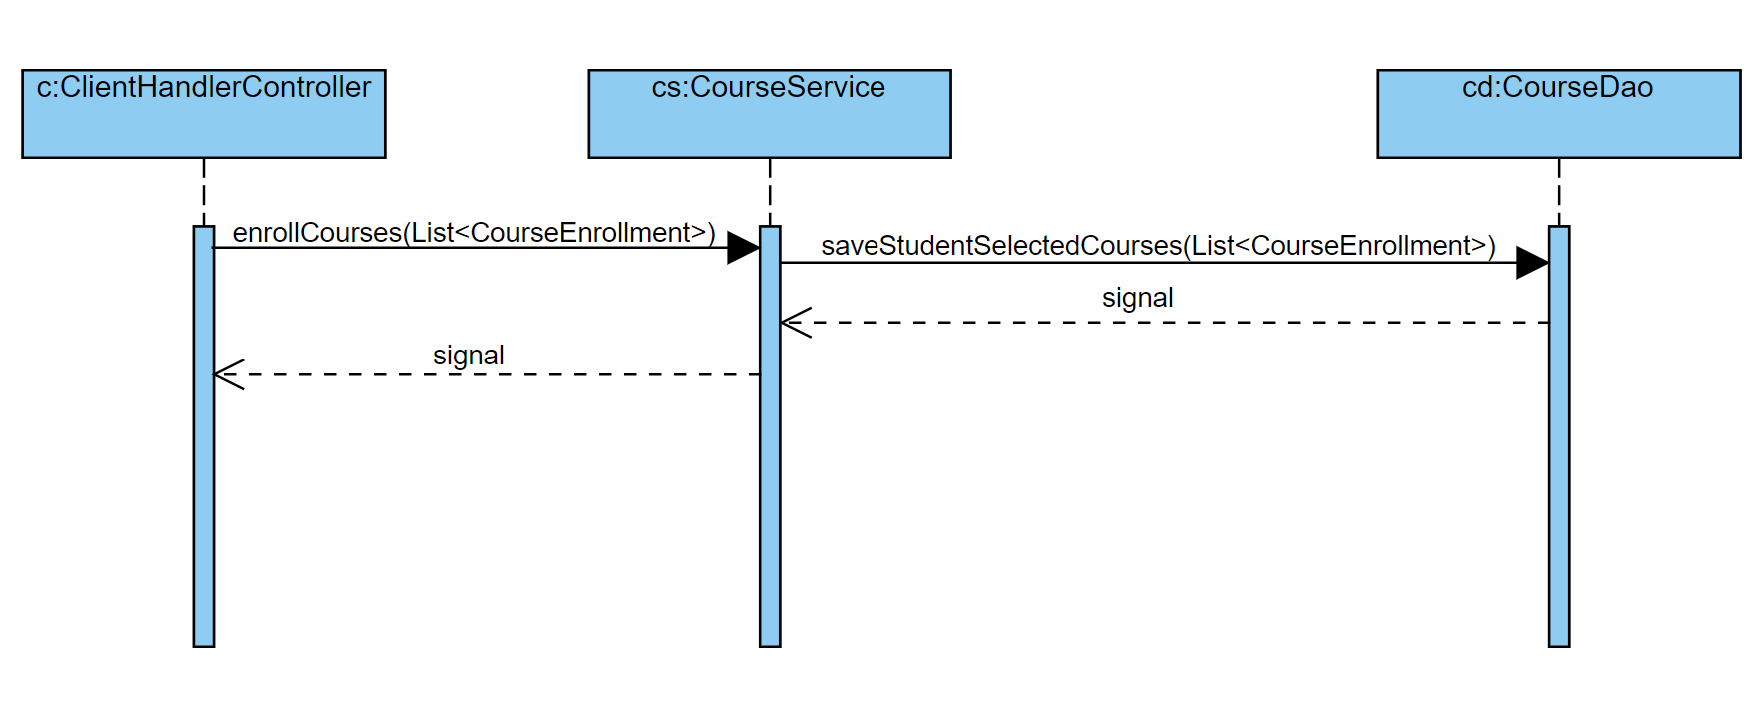 c:ClientHandlerController
cs:CourseService
cd:CourseDao
enrollCourses(List<CourseEnrollment>)
saveStudentSelectedCourses(List<CourseEnrollment>)
signal
signal